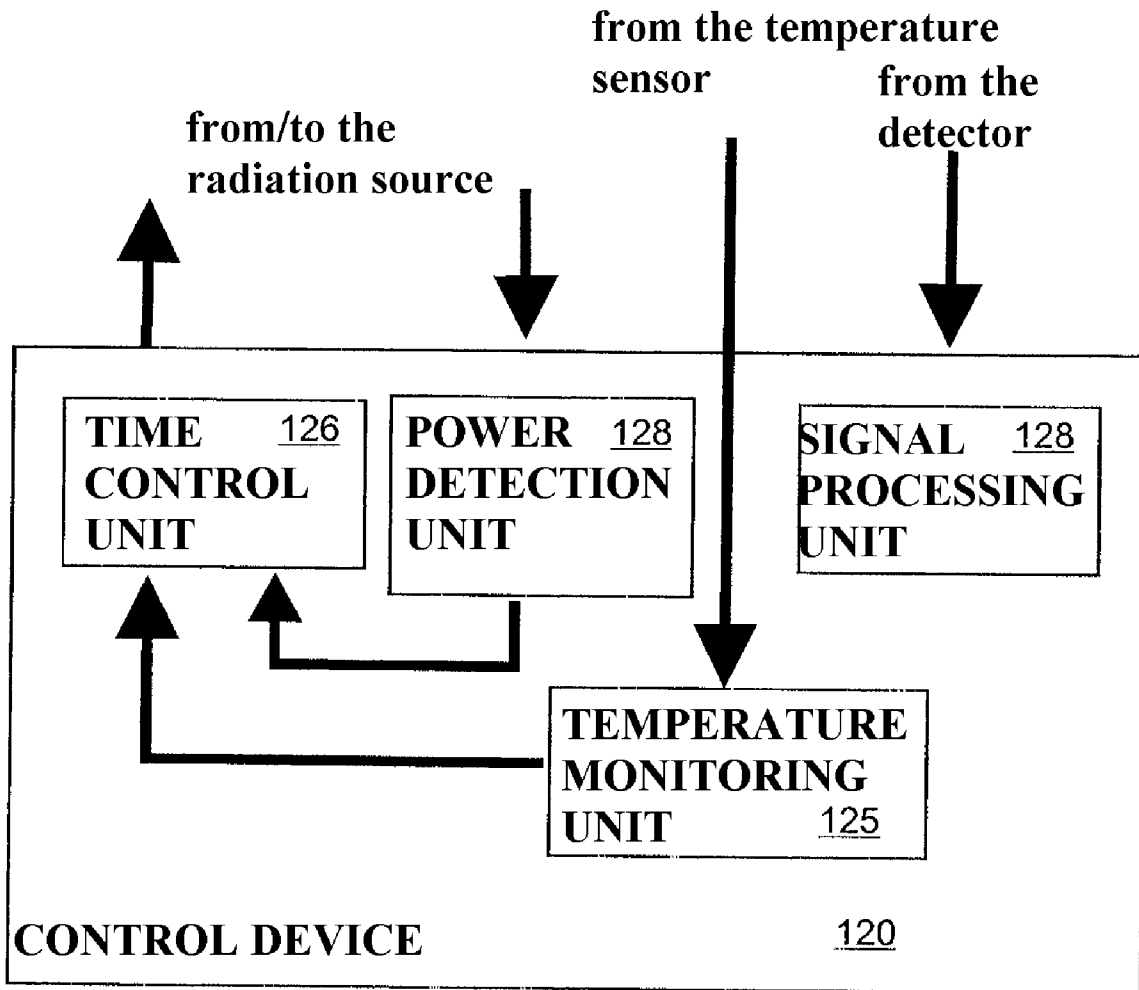 from the temperature
sensor
from the
detector
from/to the
radiation source
TIME 126
CONTROL
UNIT
POWER 128
DETECTION
UNIT
SIGNAL 128
PROCESSING
UNIT
TEMPERATURE
MONITORING
UNIT 125
CONTROL DEVICE 120